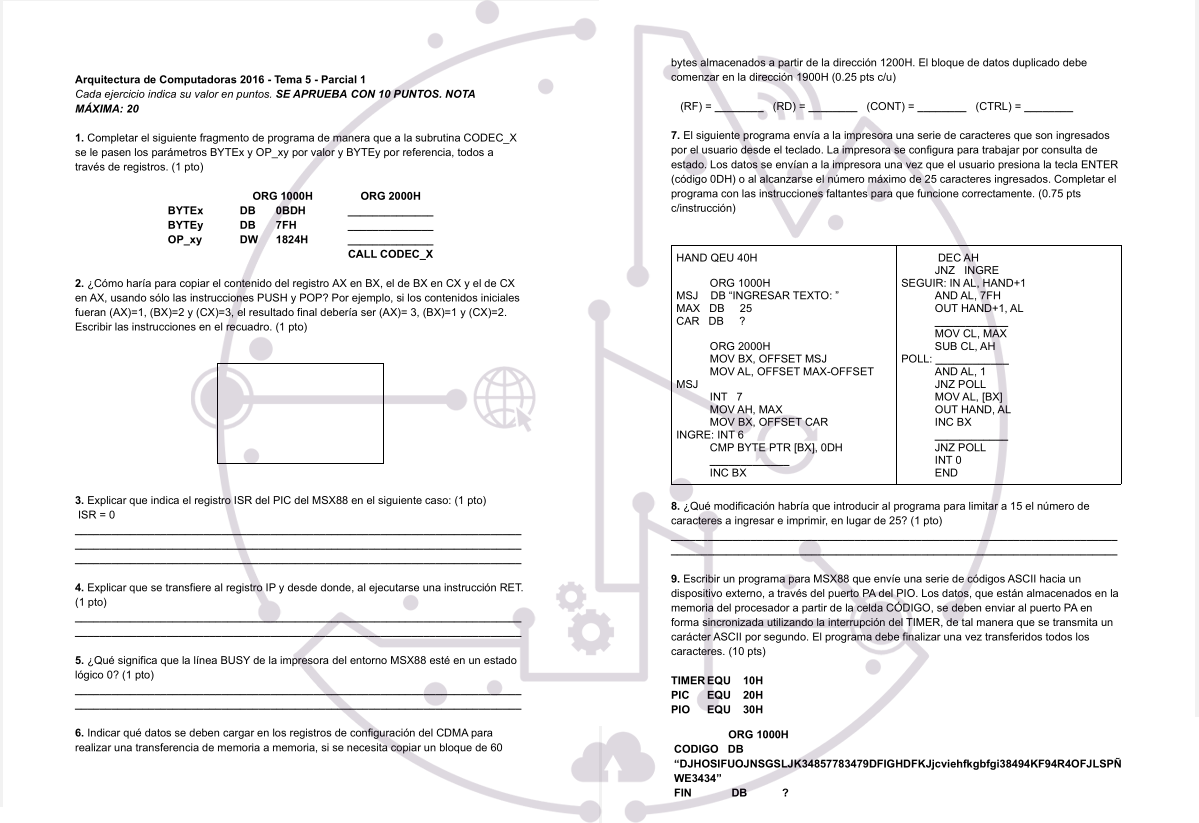 Arquitectura de Computadoras 2016 - Tema 5 - Parcial 1
Cada ejercicio indica su valor en puntos. SE APRUEBA CON 10 PUNTOS. NOTA
MÁXIMA: 20
1. Completar el siguiente fragmento de programa de manera que a la subrutina CODEC_X
se le pasen los parámetros BYTEx y OP_xy por valor y BYTEy por referencia, todos a
través de registros. (1 pto)
ORG 1000H ORG 2000H
BYTEx DB 0BDH ______________
BYTEy DB 7FH ______________
OP_xy DW 1824H ______________
CALL CODEC_X
2. ¿Cómo haría para copiar el contenido del registro AX en BX, el de BX en CX y el de CX
en AX, usando sólo las instrucciones PUSH y POP? Por ejemplo, si los contenidos iniciales
fueran (AX)=1, (BX)=2 y (CX)=3, el resultado final debería ser (AX)= 3, (BX)=1 y (CX)=2.
Escribir las instrucciones en el recuadro. (1 pto)
3. Explicar que indica el registro ISR del PIC del MSX88 en el siguiente caso: (1 pto)
ISR = 0
4. Explicar que se transfiere al registro IP y desde donde, al ejecutarse una instrucción RET.
(1 pto)
5. ¿Qué significa que la línea BUSY de la impresora del entorno MSX88 esté en un estado
lógico 0? (1 pto)
6. Indicar qué datos se deben cargar en los registros de configuración del CDMA para
realizar una transferencia de memoria a memoria, si se necesita copiar un bloque de 60
bytes almacenados a partir de la dirección 1200H. El bloque de datos duplicado debe
comenzar en la dirección 1900H (0.25 pts c/u)
(RF) = ________ (RD) = ________ (CONT) = ________ (CTRL) = ________
7. El siguiente programa envía a la impresora una serie de caracteres que son ingresados
por el usuario desde el teclado. La impresora se configura para trabajar por consulta de
estado. Los datos se envían a la impresora una vez que el usuario presiona la tecla ENTER
(código 0DH) o al alcanzarse el número máximo de 25 caracteres ingresados. Completar el
programa con las instrucciones faltantes para que funcione correctamente. (0.75 pts
c/instrucción)
HAND QEU 40H
ORG 1000H
MSJ DB “INGRESAR TEXTO: ”
MAX DB 25
CAR DB ?
ORG 2000H
MOV BX, OFFSET MSJ
MOV AL, OFFSET MAX-OFFSET
MSJ
INT 7
MOV AH, MAX
MOV BX, OFFSET CAR
INGRE: INT 6
CMP BYTE PTR [BX], 0DH
_____________
INC BX
DEC AH
JNZ INGRE
SEGUIR: IN AL, HAND+1
AND AL, 7FH
OUT HAND+1, AL
____________
MOV CL, MAX
SUB CL, AH
POLL: ____________
AND AL, 1
JNZ POLL
MOV AL, [BX]
OUT HAND, AL
INC BX
____________
JNZ POLL
INT 0
END
8. ¿Qué modificación habría que introducir al programa para limitar a 15 el número de
caracteres a ingresar e imprimir, en lugar de 25? (1 pto)
9. Escribir un programa para MSX88 que envíe una serie de códigos ASCII hacia un
dispositivo externo, a través del puerto PA del PIO. Los datos, que están almacenados en la
memoria del procesador a partir de la celda CÓDIGO, se deben enviar al puerto PA en
forma sincronizada utilizando la interrupción del TIMER, de tal manera que se transmita un
carácter ASCII por segundo. El programa debe finalizar una vez transferidos todos los
caracteres. (10 pts)
TIMER EQU 10H
PIC EQU 20H
PIO EQU 30H
ORG 1000H
CODIGO DB
“DJHOSIFUOJNSGSLJK34857783479DFIGHDFKJjcviehfkgbfgi38494KF94R4OFJLSPÑ
WE3434”
FIN DB ?